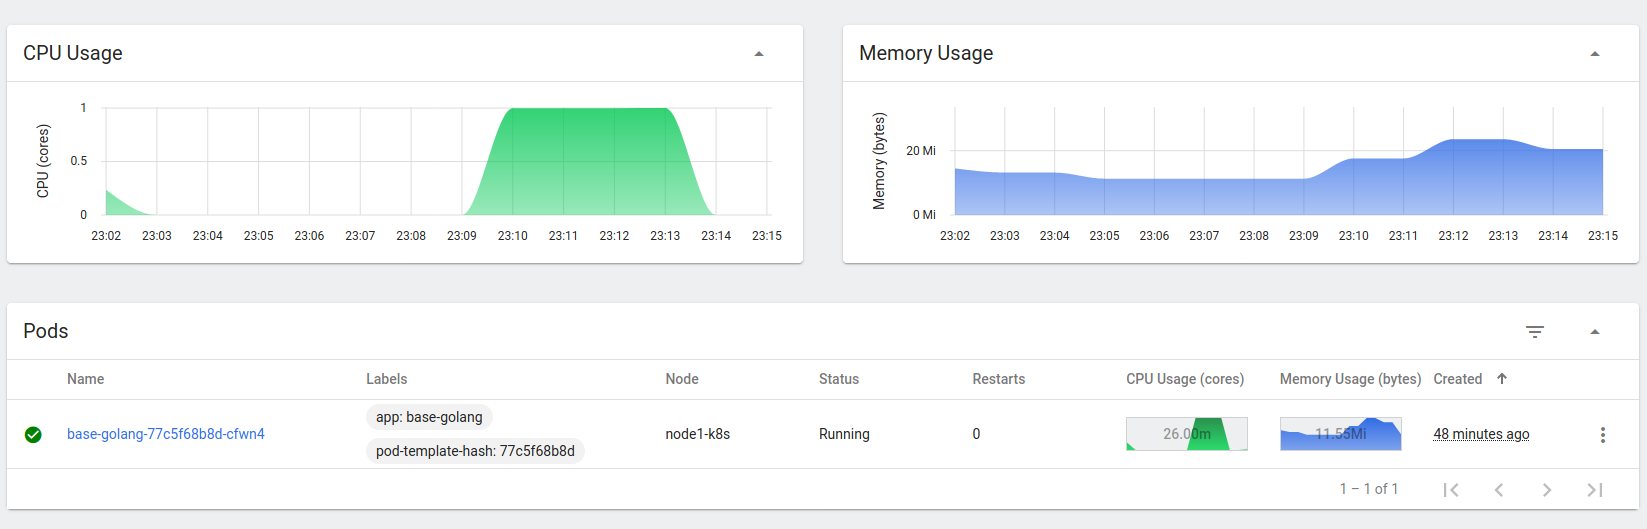 CPU Usage
CPU (cores)
1
0.5
0
23:02 23:03 23:04 23:05 23:06 23:07 23:08 23:09 23:10 23:11 23:12 23:13 23:14 23:15
Memory Usage
Memory (bytes)
20 Mi
0 Mi
23:02 23:03 23:04 23:05 23:06 23:07 23:08 23:09 23:10 23:11 23:12 23:13 23:14 23:15
Pods
Name Labels Node Status Restarts CPU Usage (cores) Memory Usage (bytes) Created
base-golang-77c5f68b8d-cfwn4
app: base-golang
pod-template-hash: 77c5f68b8d
node1-k8s Running 0 26.00m 11.55Mi 48 minutes ago
1 – 1 of 1